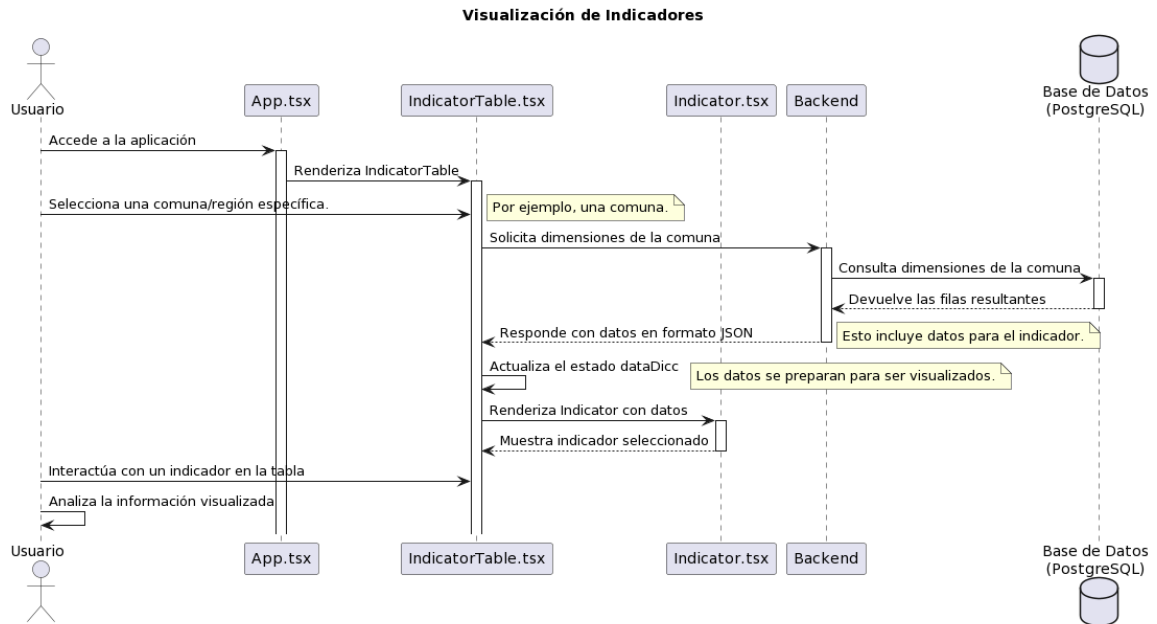 Visualización de Indicadores
Usuario
App.tsx
IndicatorTable.tsx
Indicator.tsx
Backend
Base de Datos
(PostgreSQL)
Accede a la aplicación
Renderiza IndicatorTable
Selecciona una comuna/región específica.
Por ejemplo, una comuna.
Solicita dimensiones de la comuna
Consulta dimensiones de la comuna
Devuelve las filas resultantes
Responde con datos en formato JSON
Esto incluye datos para el indicador.
Actualiza el estado dataDicc
Los datos se preparan para ser visualizados.
Renderiza Indicator con datos
Muestra indicador seleccionado
Interactúa con un indicador en la tabla
Analiza la información visualizada
Usuario
App.tsx
IndicatorTable.tsx
Indicator.tsx
Backend
Base de Datos
(PostgreSQL)